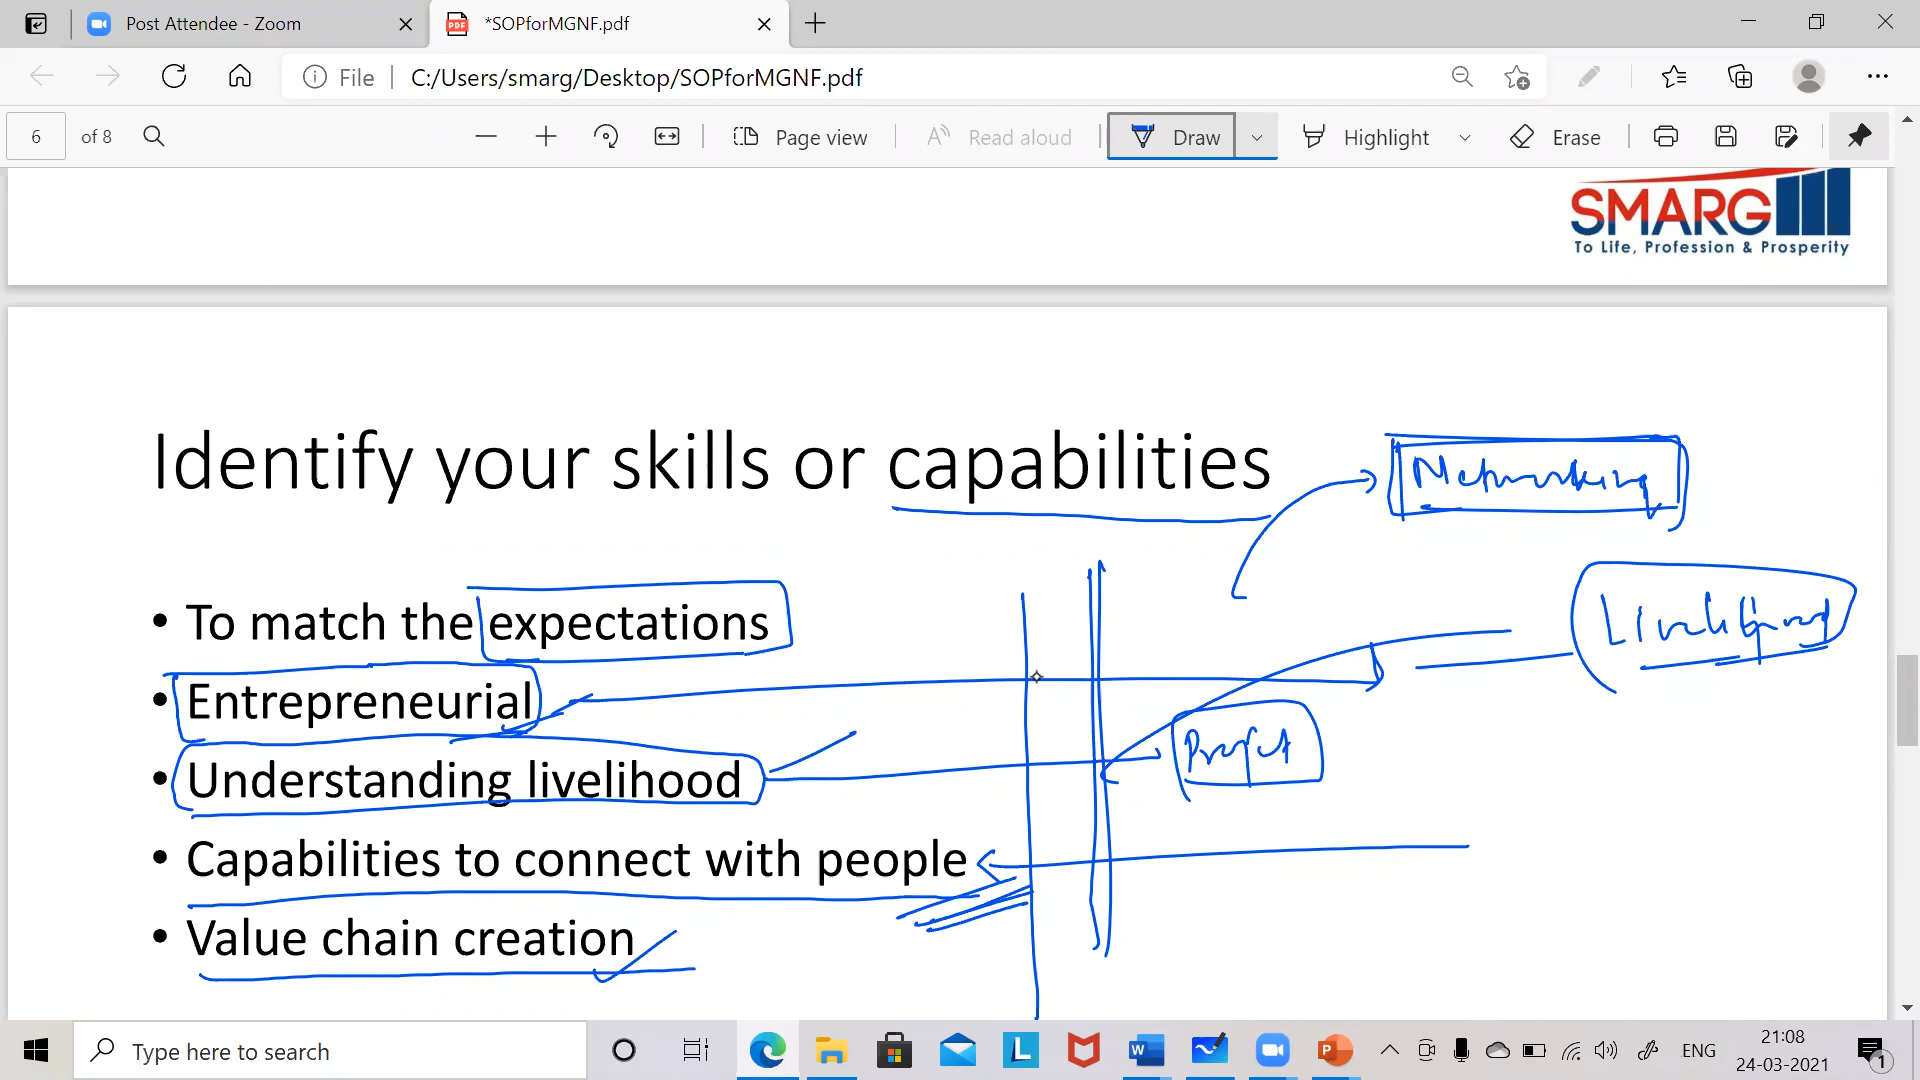 Post Attendee - Zoom
*SOPforMGNF.pdf
File
C:/Users/smarg/Desktop/SOPforMGNF.pdf
6 of 8
Page view
Read aloud
Draw
Highlight
Erase
SMARG
To Life, Profession & Prosperity
Identify your skills or capabilities
Networking
• To match the expectations
Livelihood
• Entrepreneurial
• Understanding livelihood
• Capabilities to connect with people
• Value chain creation
Type here to search
ENG
21:08
24-03-2021
1